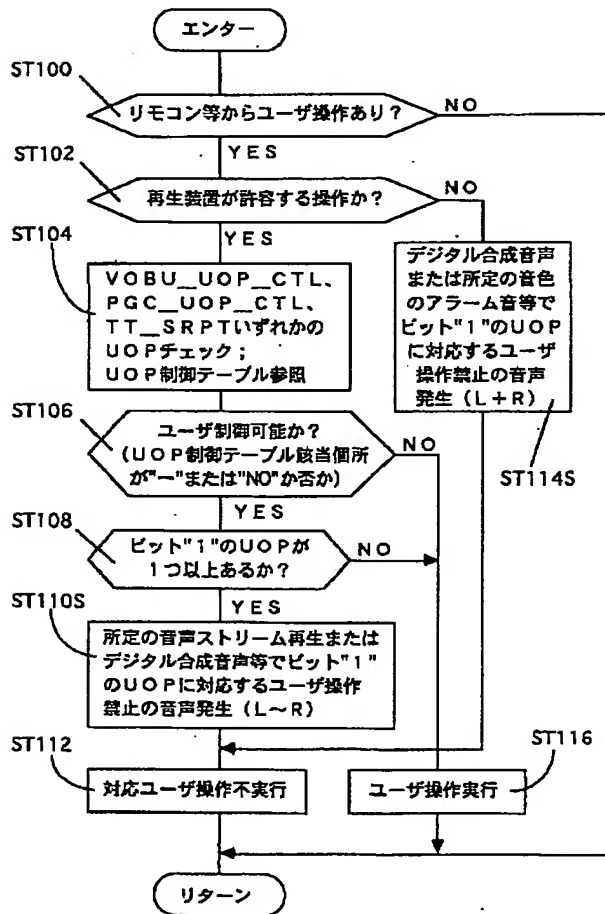 エンター
ST100
リモコン等からユーザ操作あり？
NO
YES
ST102
再生装置が許容する操作か？
NO
YES
ST104
VOBU_UOP_CTL、
PGC_UOP_CTL、
TT_SRPTいずれかの
UOPチェック；
UOP制御テーブル参照
デジタル合成音声
または所定の音色
のアラーム音等で
ビット"1"のUOP
に対応するユーザ
操作禁止の音声
発生（L+R）
ST114S
ST106
ユーザ制御可能か？
（UOP制御テーブル該当個所
が"ー"または"NO"か否か）
NO
YES
ST108
ビット"1"のUOPが
1つ以上あるか？
NO
YES
ST110S
所定の音声ストリーム再生または
デジタル合成音声等でビット"1"
のUOPに対応するユーザ操作
禁止の音声発生（L～R）
ST112
対応ユーザ操作不実行
ST116
ユーザ操作実行
リターン